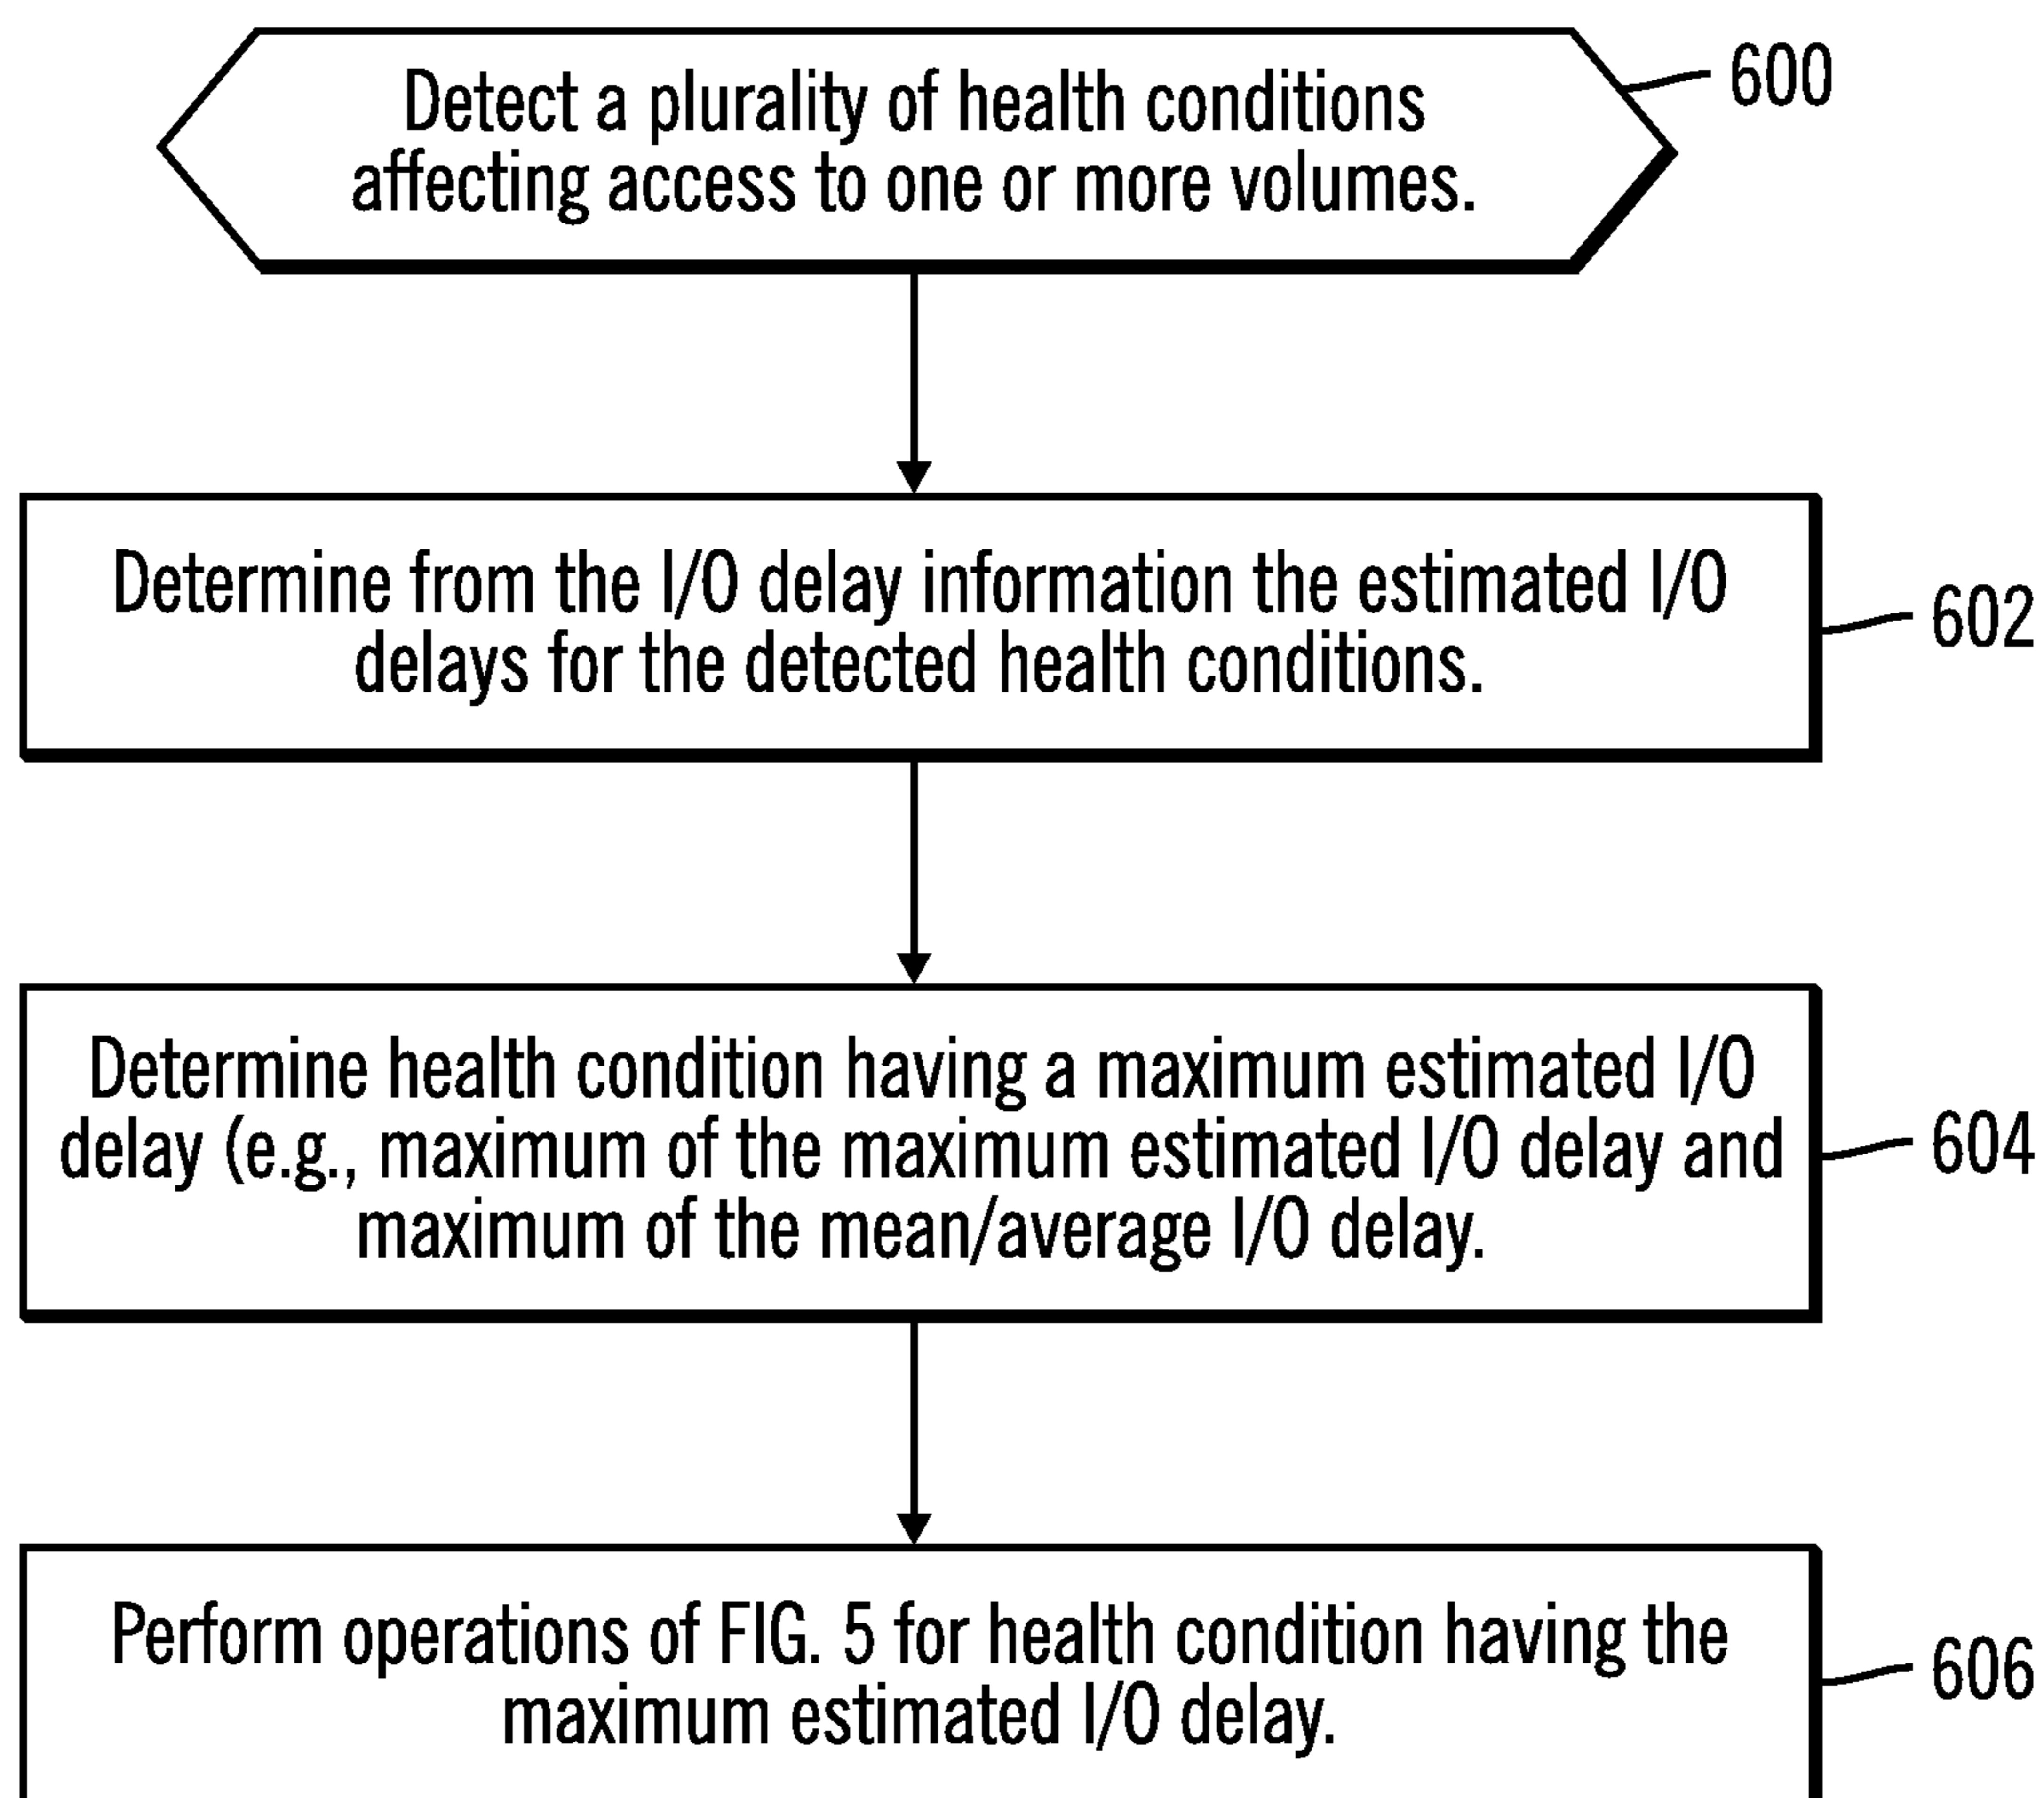 Detect a plurality of health conditions
affecting access to one or more volumes.
600
Determine from the I/O delay information the estimated I/O
delays for the detected health conditions.
602
Determine health condition having a maximum estimated I/O
delay (e.g., maximum of the maximum estimated I/O delay and
maximum of the mean/average I/O delay.
604
Perform operations of FIG. 5 for health condition having the
maximum estimated I/O delay.
606